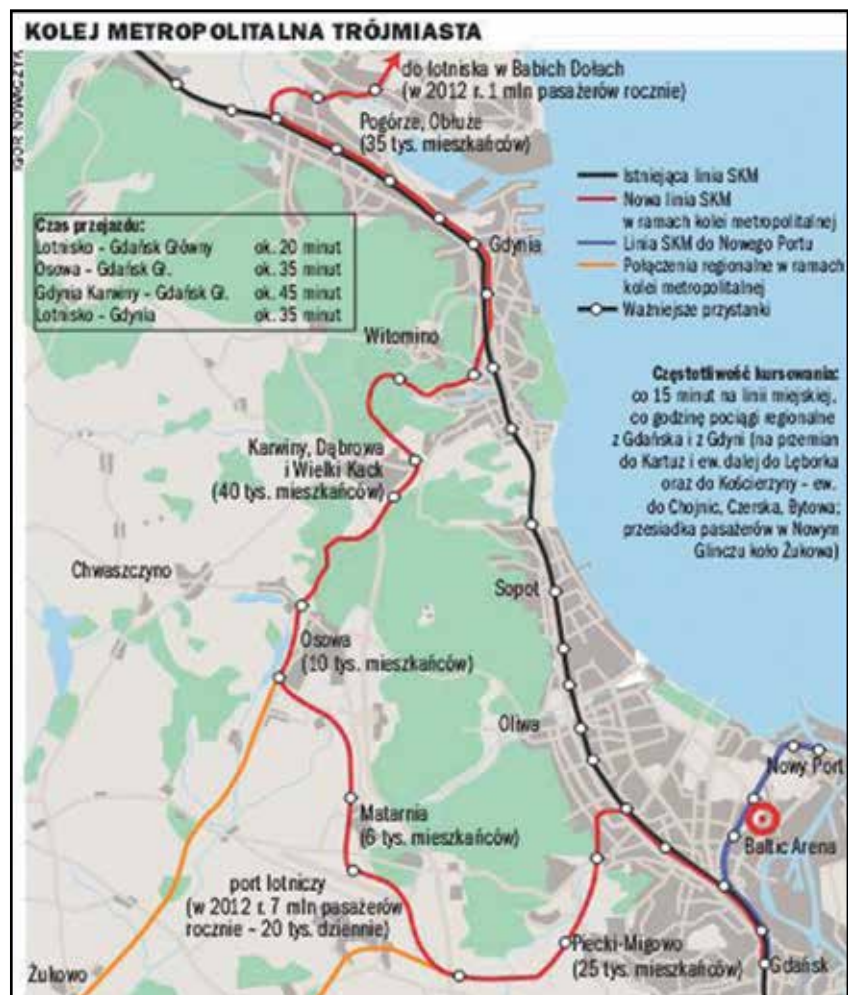 KOLEJ METROPOLITALNA TRÓJMIASTA
IGOR NOWACZYK
do lotniska w Babich Dołach
(w 2012 r. 1 mln pasażerów rocznie)
Pogórze, Obłuże
(35 tys. mieszkańców)
Istniejąca linia SKM
Nowa linia SKM
w ramach kolei metropolitalnej
Linia SKM do Nowego Portu
Połączenia regionalne w ramach
kolei metropolitalnej
Ważniejsze przystanki
Czas przejazdu:
Lotnisko – Gdańsk Główny ok. 20 minut
Osowa – Gdańsk Gł. ok. 35 minut
Gdynia Karwiny – Gdańsk Gł. ok. 45 minut
Lotnisko – Gdynia ok. 35 minut
Gdynia
Witomino
Częstotliwość kursowania:
co 15 minut na linii miejskiej,
co godzinę pociągi regionalne
z Gdańska i z Gdyni (na przemian
do Kartuz i ew. dalej do Lęborka
oraz do Kościerzyny – ew.
do Chojnic, Czerska, Bytowa;
przesiadka pasażerów w Nowym
Glinczu koło Żukowa)
Karwiny, Dąbrowa
i Wielki Kack
(40 tys. mieszkańców)
Chwaszczyno
Sopot
Osowa
(10 tys. mieszkańców)
Oliwa
Nowy Port
Matarnia
(6 tys. mieszkańców)
Baltic Arena
port lotniczy
(w 2012 r. 7 mln pasażerów
rocznie – 20 tys. dziennie)
Piecki-Migowo
(25 tys. mieszkańców)
Gdańsk
Żukowo